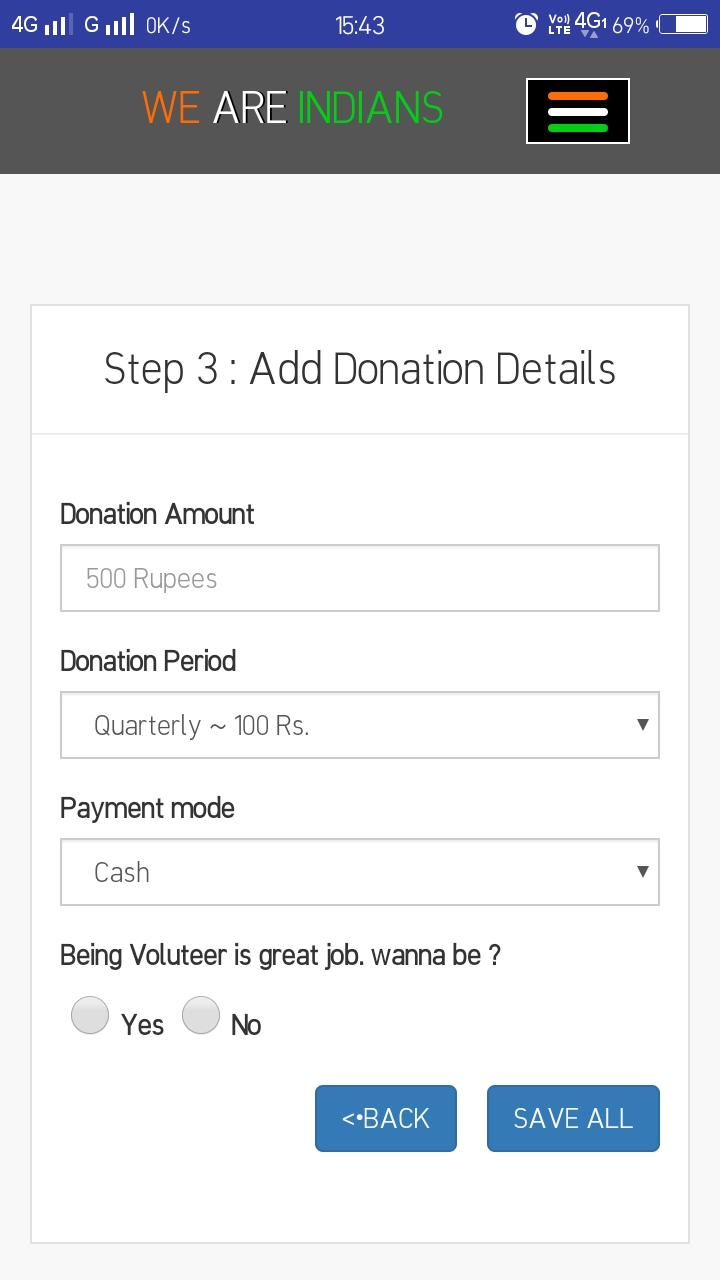 4G G 0K/s 15:43 Vo)) LTE 4G1 69%
WE ARE INDIANS
Step 3 : Add Donation Details
Donation Amount
500 Rupees
Donation Period
Quarterly ~ 100 Rs.
Payment mode
Cash
Being Voluteer is great job. wanna be ?
Yes No
<•BACK SAVE ALL